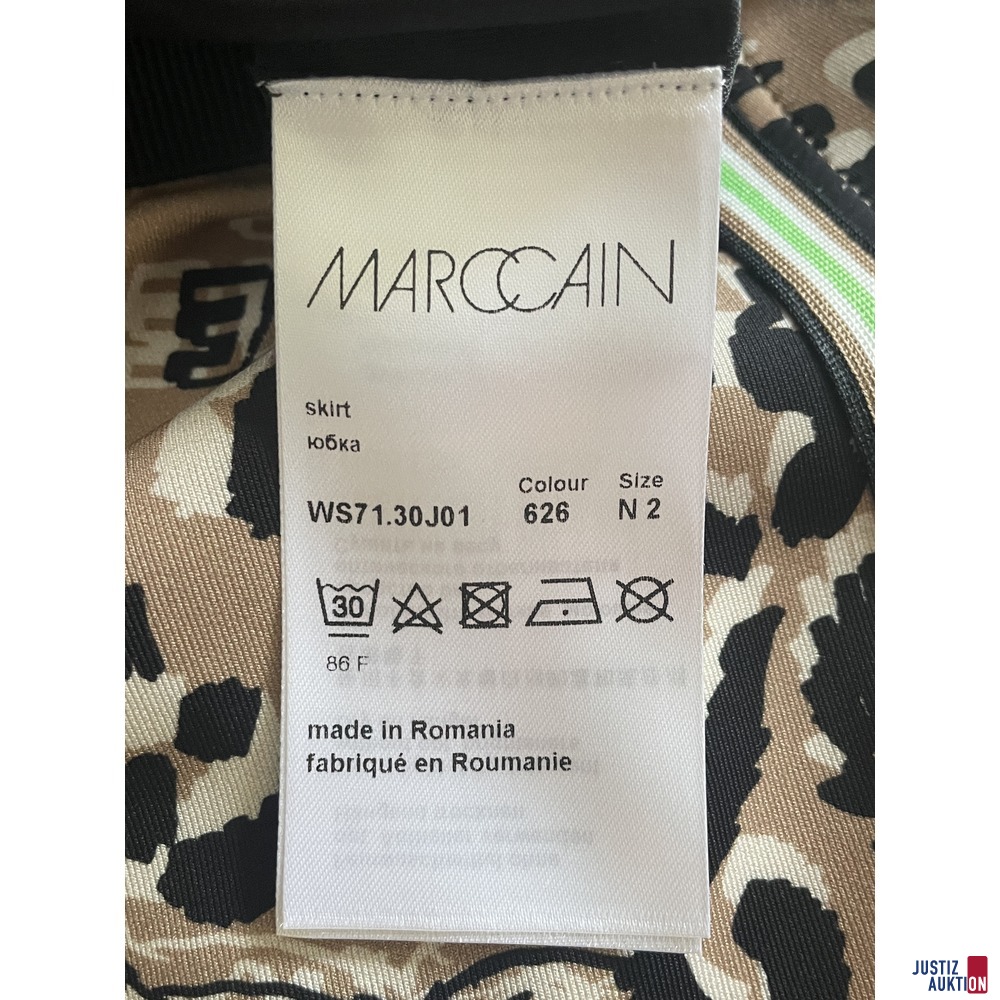 MARCCAIN
skirt
юбка
Colour Size
WS71.30J01 626 N 2
30
86 F
made in Romania
fabriqué en Roumanie
JUSTIZ
AUKTION